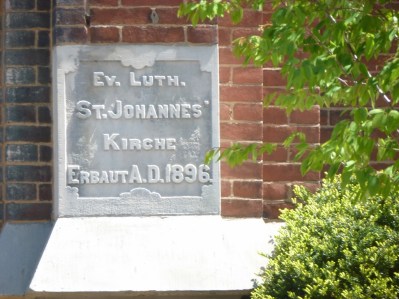 Ev. Luth.
St. Johannes'
Kirche
Erbaut A.D. 1896.